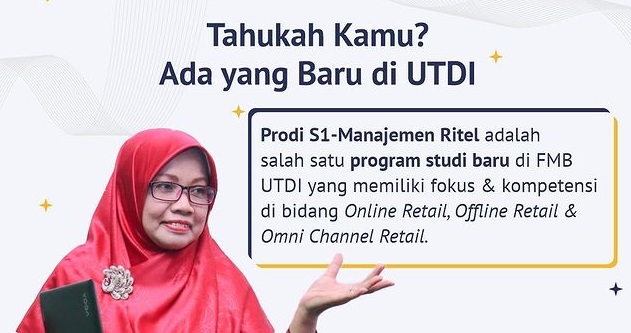 Tahukah Kamu?
Ada yang Baru di UTDI
Prodi S1-Manajemen Ritel adalah
salah satu program studi baru di FMB
UTDI yang memiliki fokus & kompetensi
di bidang Online Retail, Offline Retail &
Omni Channel Retail.